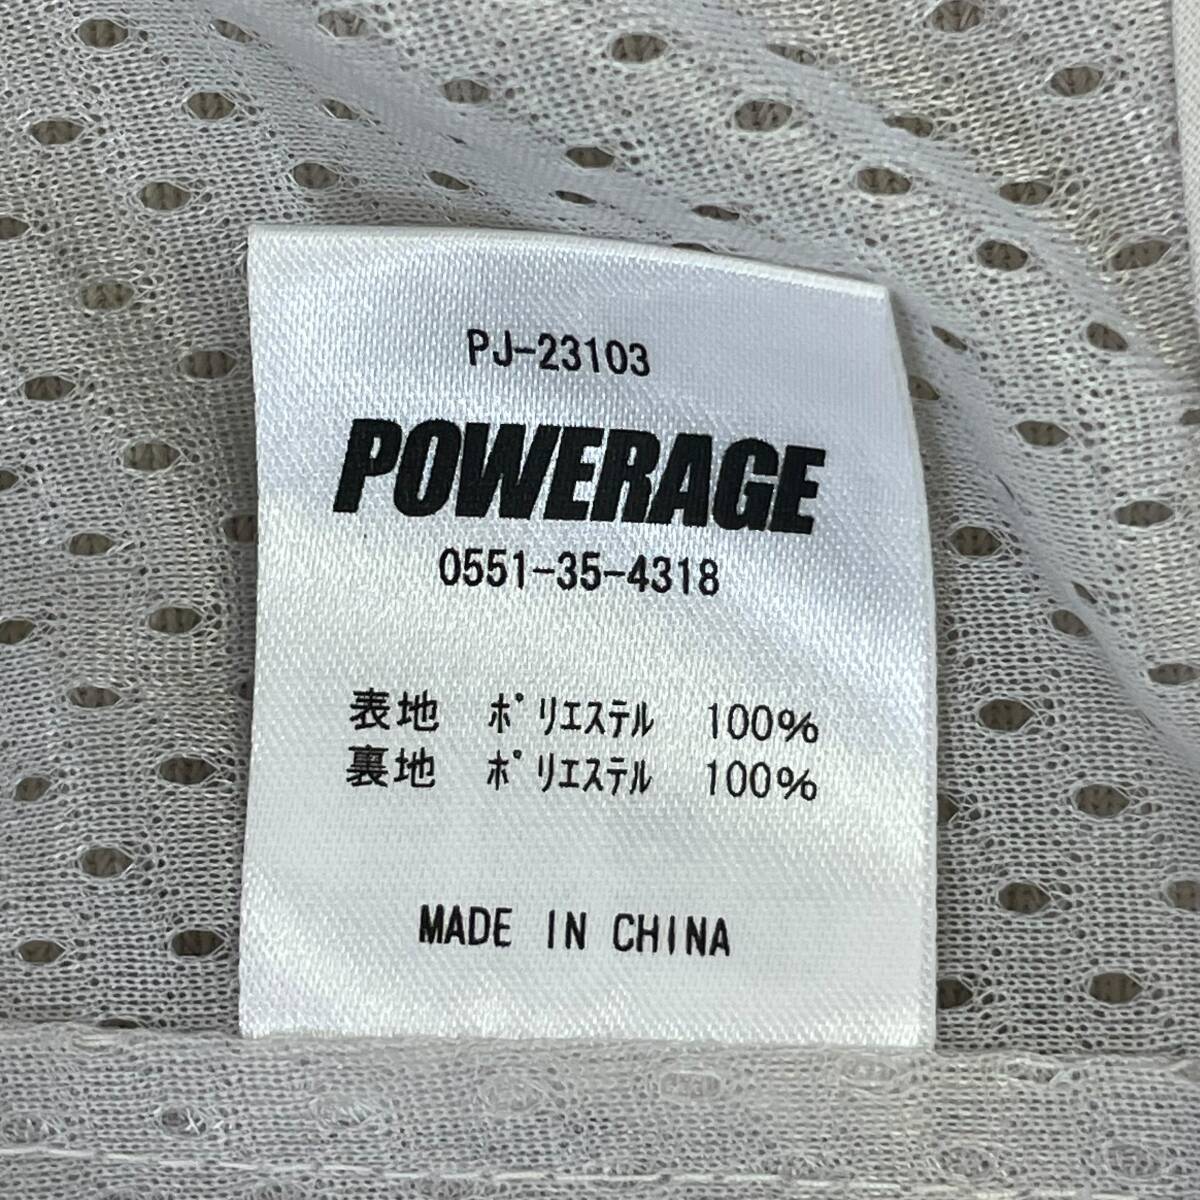 PJ-23103
POWERAGE
0551-35-4318
表地 ポリエステル 100%
裏地 ポリエステル 100%
MADE IN CHINA